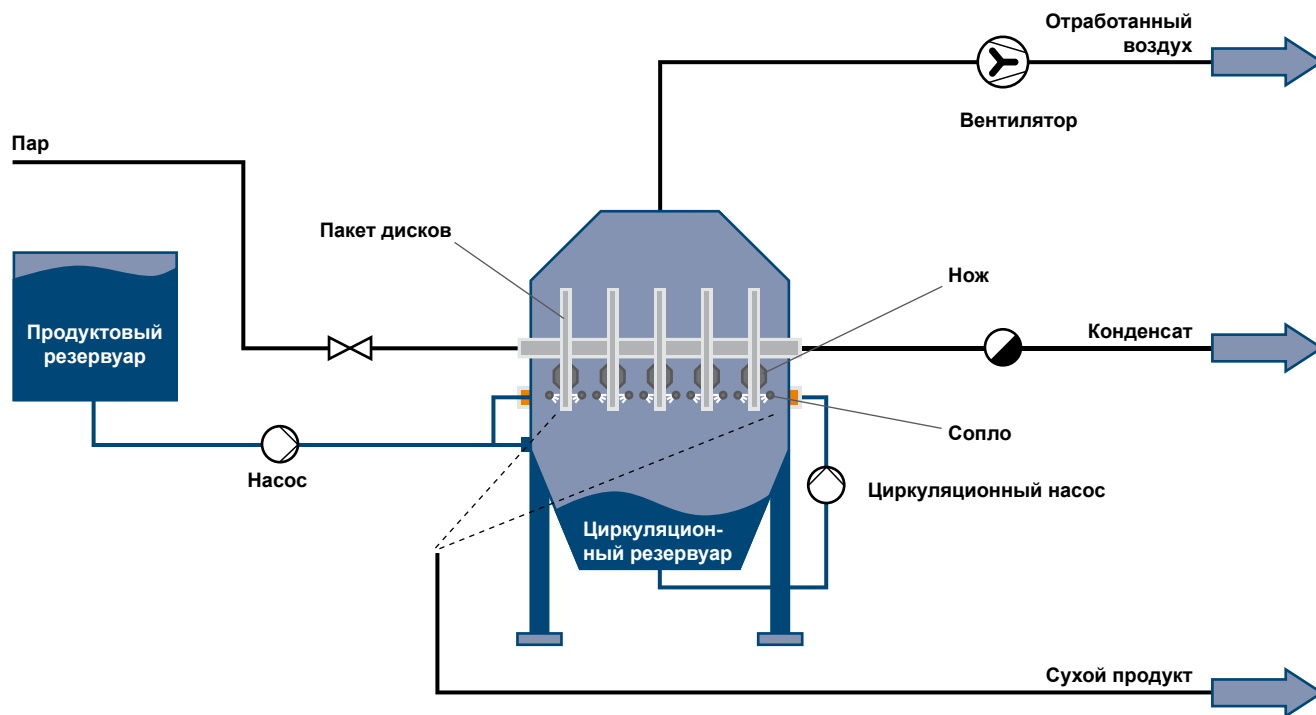 Отработанный
воздух
Вентилятор
Пар
Пакет дисков
Нож
Продуктовый
резервуар
Конденсат
Сопло
Насос
Циркуляционный насос
Циркуляцион-
ный резервуар
Сухой продукт